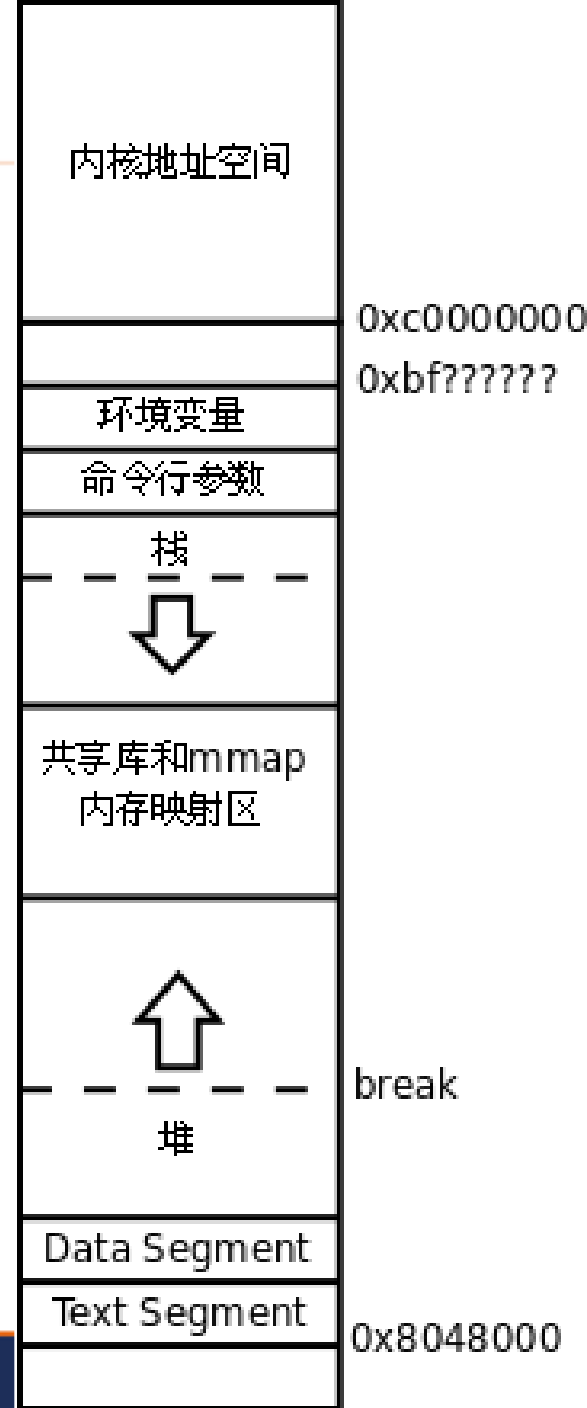 内核地址空间
0xc0000000
0xbf??????
环境变量
命令行参数
栈
共享库和mmap
内存映射区
break
堆
Data Segment
Text Segment
0x8048000